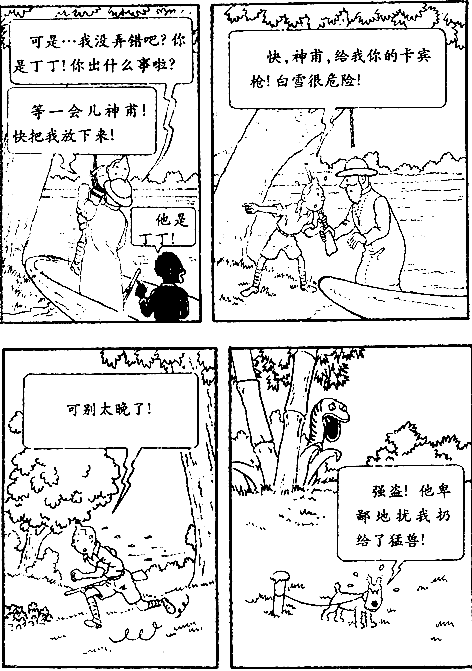 可是…我没弄错吧？你
是丁丁！你出什么事啦？
等一会儿神甫！
快把我放下来！
他是
丁丁！
快，神甫，给我你的卡宾
枪！白雪很危险！
可别太晚了！
强盗！他卑
鄙地扰我扔
给了猛兽！